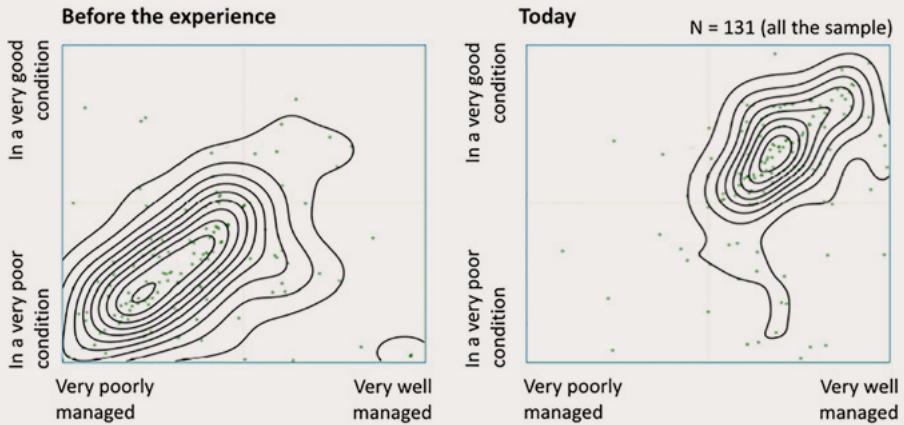 Before the experience
In a very good
condition
In a very poor
condition
Very poorly
managed
Very well
managed
Today
N = 131 (all the sample)
In a very good
condition
In a very poor
condition
Very poorly
managed
Very well
managed